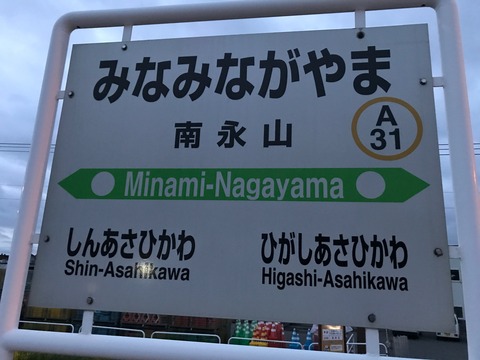 みなみながやま
A
31
南永山
Minami-Nagayama
しんあさひかわ
Shin-Asahikawa
ひがしあさひかわ
Higashi-Asahikawa